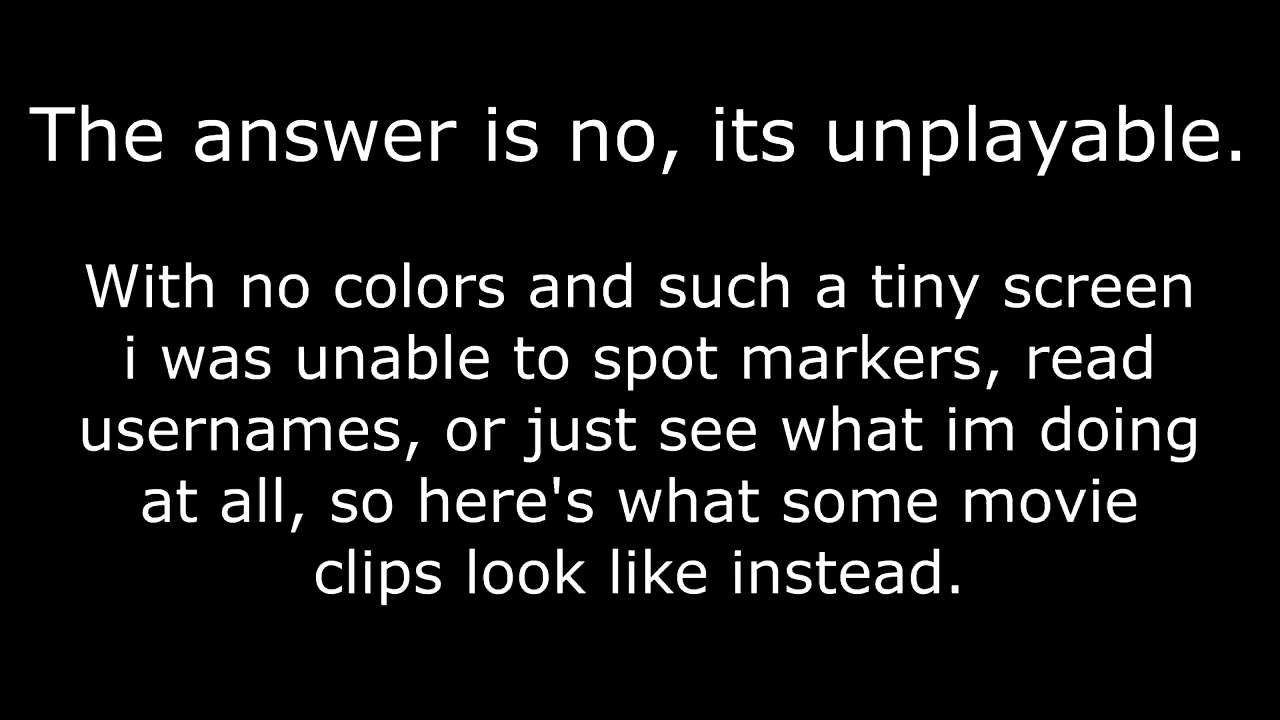 The answer is no, its unplayable.
With no colors and such a tiny screen
i was unable to spot markers, read
usernames, or just see what im doing
at all, so here's what some movie
clips look like instead.